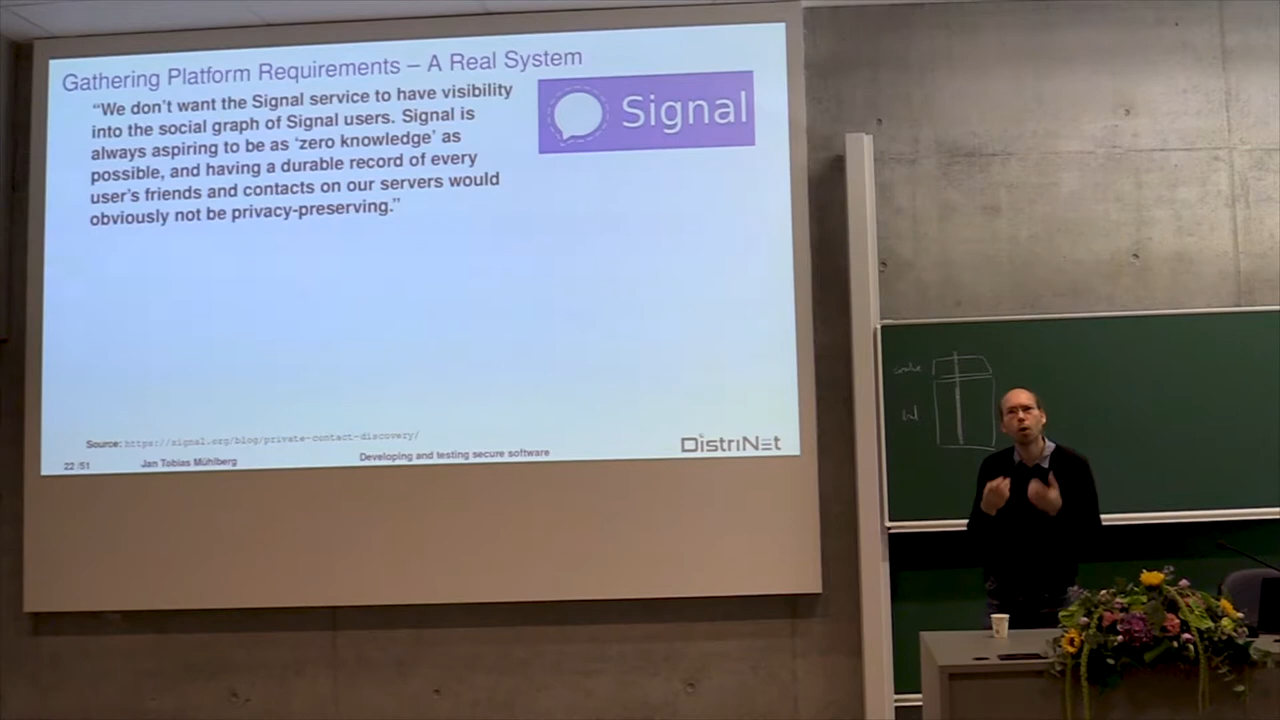 Gathering Platform Requirements – A Real System
“We don’t want the Signal service to have visibility
into the social graph of Signal users. Signal is
always aspiring to be as ‘zero knowledge’ as
possible, and having a durable record of every
user’s friends and contacts on our servers would
obviously not be privacy-preserving.”
Signal
Source: https://signal.org/blog/private-contact-discovery/
22/51 Jan Tobias Mühlberg Developing and testing secure software
DistriNet